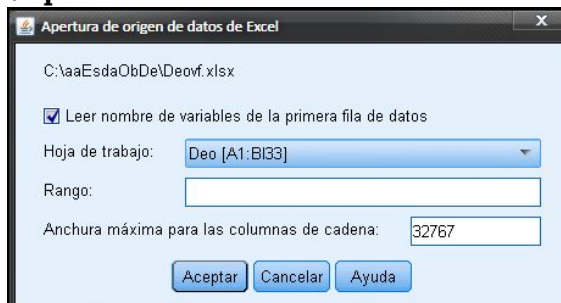 Apertura de origen de datos de Excel
C:\aaEsdaObDe\Deovf.xlsx
Leer nombre de variables de la primera fila de datos
Hoja de trabajo: Deo [A1:BI33]
Rango:
Anchura máxima para las columnas de cadena: 32767
Aceptar Cancelar Ayuda